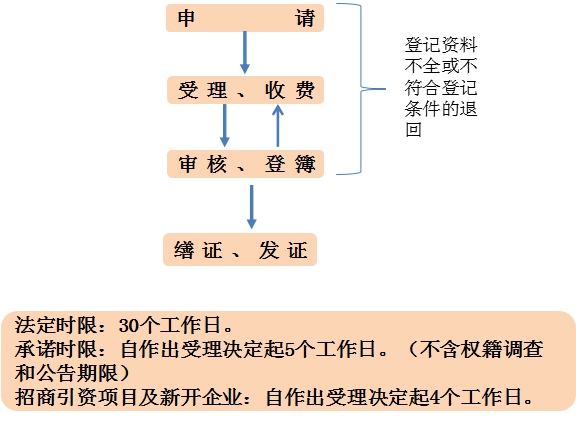 申 请
受 理 、 收 费
审 核 、 登 簿
缮 证 、 发 证
登记资料
不全或不
符合登记
条件的退
回
法定时限：30个工作日。
承诺时限：自作出受理决定起5个工作日。（不含权籍调查
和公告期限）
招商引资项目及新开企业：自作出受理决定起4个工作日。